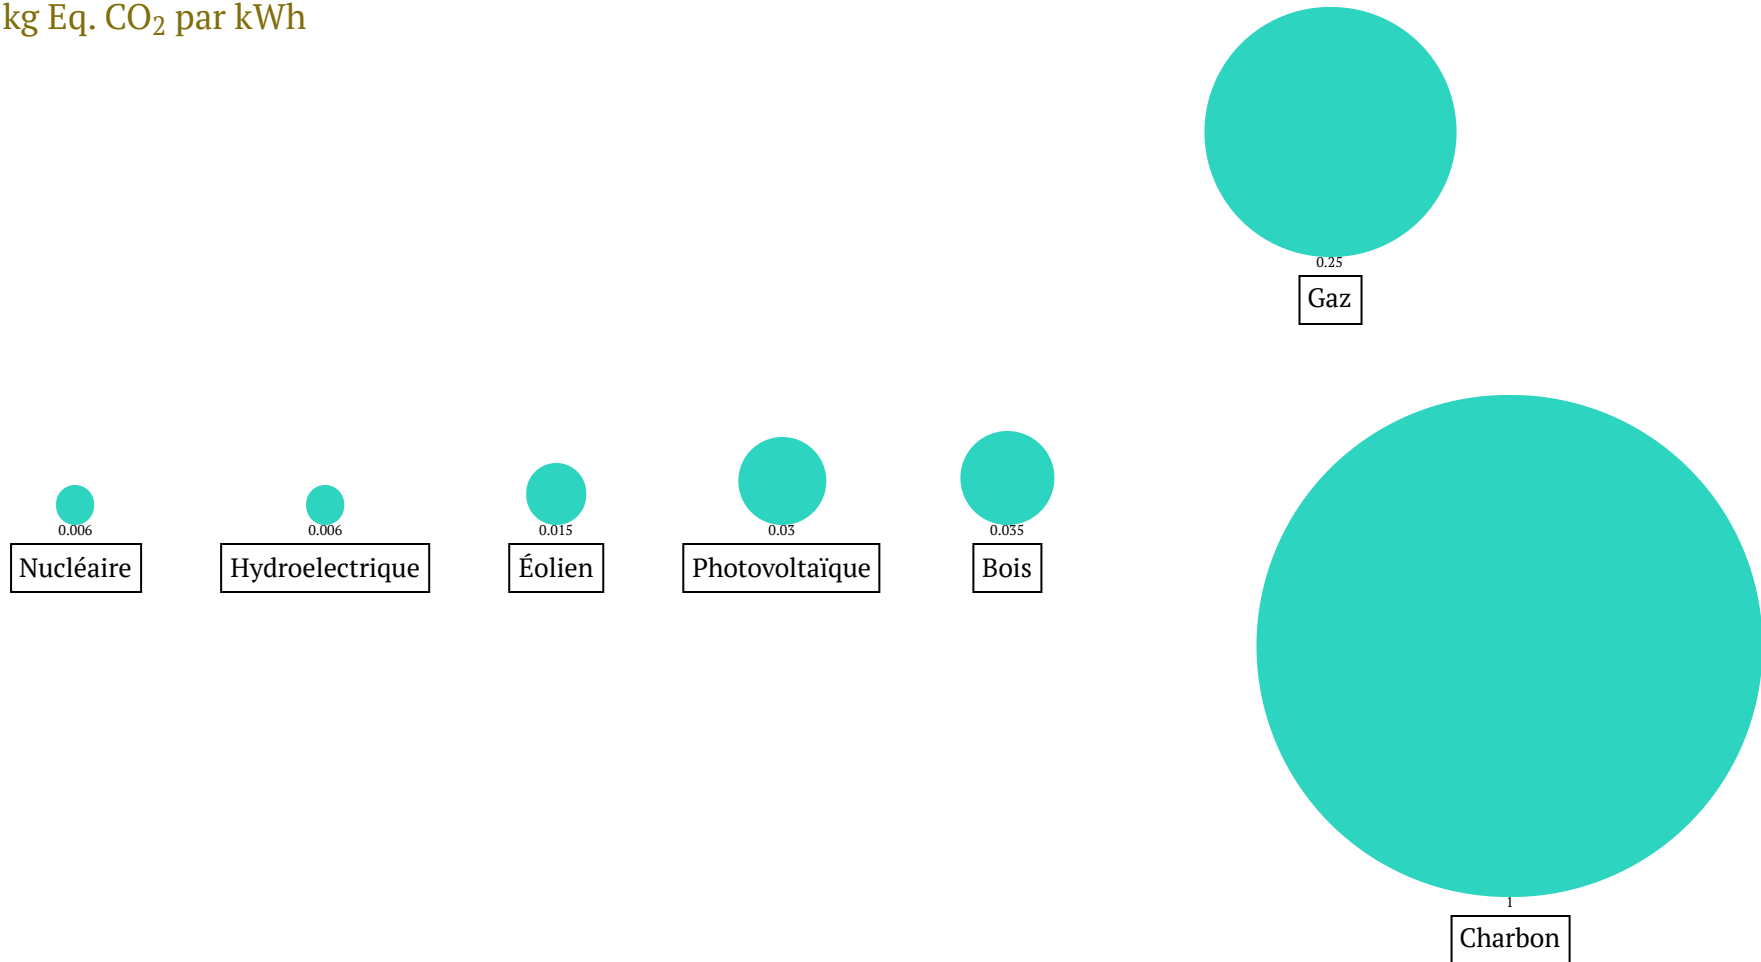 kg Eq. CO₂ par kWh
0.25
Gaz
0.006
Nucléaire
0.006
Hydroelectrique
0.015
Éolien
0.03
Photovoltaïque
0.035
Bois
1
Charbon